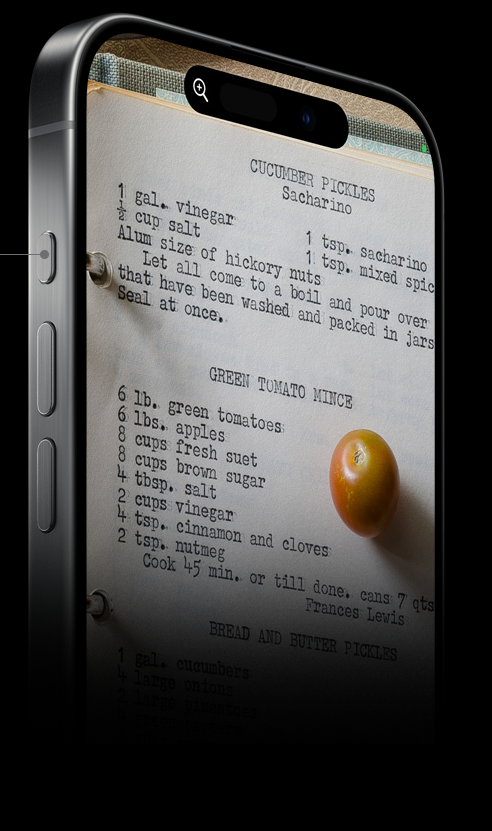 CUCUMBER PICKLES
Sacharino
1 gal. vinegar
½ cup salt
1 tsp. sacharino
Alum size of hickory nuts
1 tsp. mixed spic
Let all come to a boil and pour over
that have been washed and packed in jars
Seal at once.
GREEN TOMATO MINCE
6 lb. green tomatoes
6 lbs. apples
8 cups fresh suet
8 cups brown sugar
4 tbsp. salt
2 cups vinegar
4 tsp. cinnamon and cloves
2 tsp. nutmeg
Cook 45 min. or till done. cans 7 qts
Frances Lewis
BREAD AND BUTTER PICKLES
1 gal. cucumbers
4 large onions